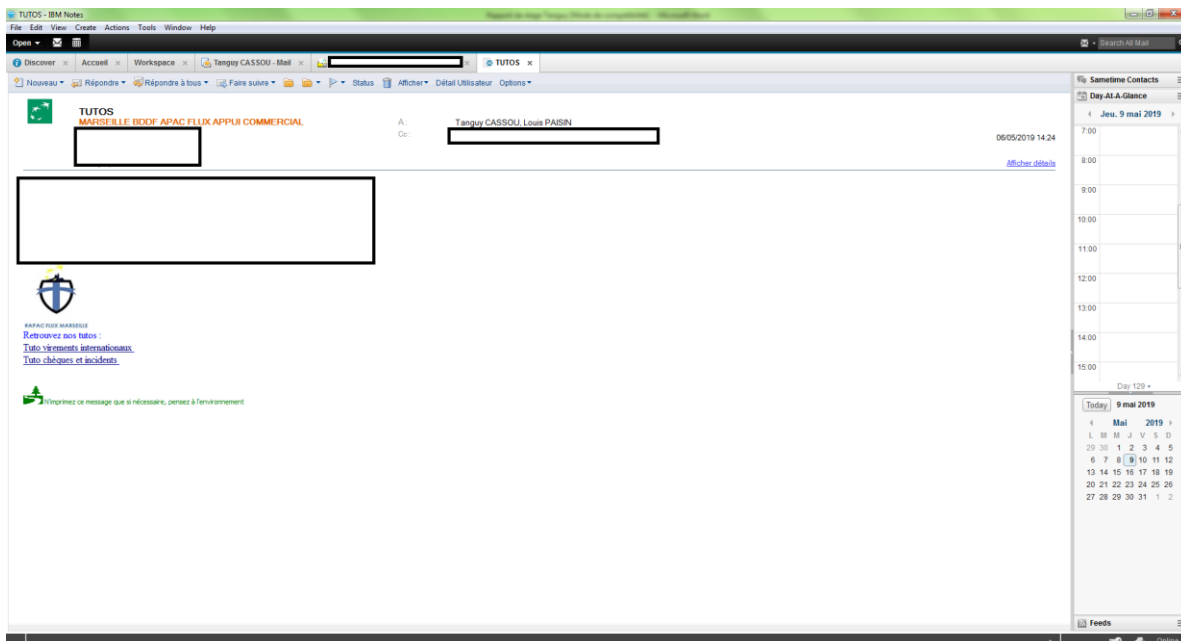 TUTOS - IBM Notes
File Edit View Create Actions Tools Window Help
Open
Search All Mail
Discover Accueil Workspace Tanguy CASSOU - Mail TUTOS
Nouveau Répondre Répondre à tous Faire suivre Status Afficher Détail Utilisateur Options
Sametime Contacts
Day-At-A-Glance
Jeu. 9 mai 2019
TUTOS
MARSEILLE BDDF APAC FLUX APPUI COMMERCIAL
A : Tanguy CASSOU, Louis PAISIN
Cc :
06/05/2019 14:24
Afficher détails
7:00
8:00
9:00
10:00
11:00
12:00
13:00
14:00
15:00
#APAC FLUX MARSEILLE
Retrouvez nos tutos :
Tuto virements internationaux
Tuto chèques et incidents
N'imprimez ce message que si nécessaire, pensez à l'environnement
Day 129
Today 9 mai 2019
Mai 2019
L M M J V S D
29 30 1 2 3 4 5
6 7 8 9 10 11 12
13 14 15 16 17 18 19
20 21 22 23 24 25 26
27 28 29 30 31 1 2
Feeds
Online